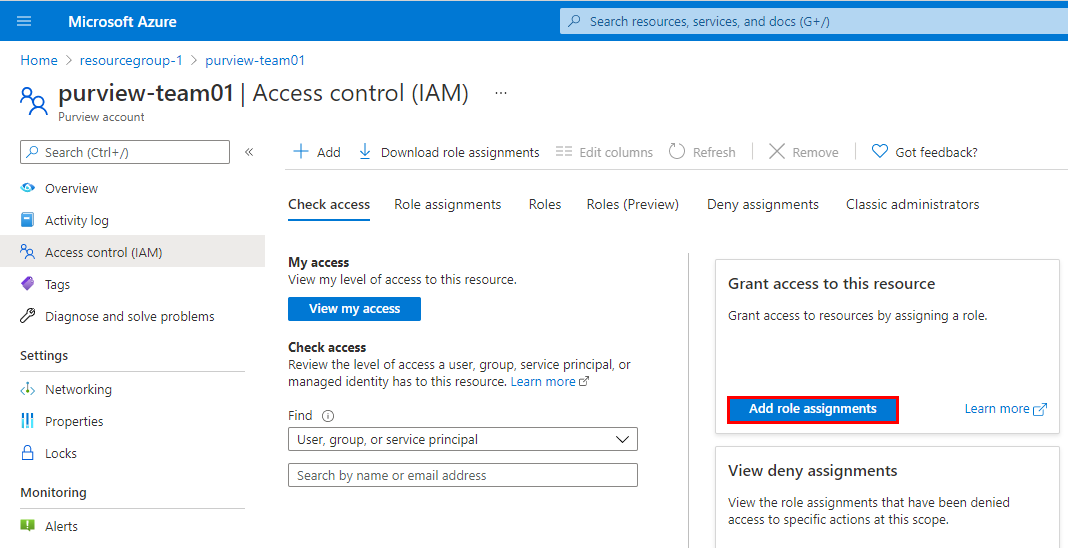 Microsoft Azure
Search resources, services, and docs (G+/)
Home > resourcegroup-1 > purview-team01
purview-team01 | Access control (IAM) ...
Purview account
Search (Ctrl+/)
«
Overview
Activity log
Access control (IAM)
Tags
Diagnose and solve problems
Settings
Networking
Properties
Locks
Monitoring
Alerts
Add Download role assignments Edit columns Refresh Remove Got feedback?
Check access Role assignments Roles Roles (Preview) Deny assignments Classic administrators
My access
View my level of access to this resource.
View my access
Check access
Review the level of access a user, group, service principal, or
managed identity has to this resource. Learn more
Find
User, group, or service principal
Search by name or email address
Grant access to this resource
Grant access to resources by assigning a role.
Add role assignments
Learn more
View deny assignments
View the role assignments that have been denied
access to specific actions at this scope.